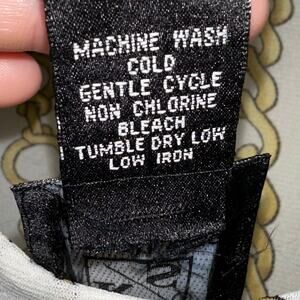 MACHINE WASH
COLD
GENTLE CYCLE
NON CHLORINE
BLEACH
TUMBLE DRY LOW
LOW IRON